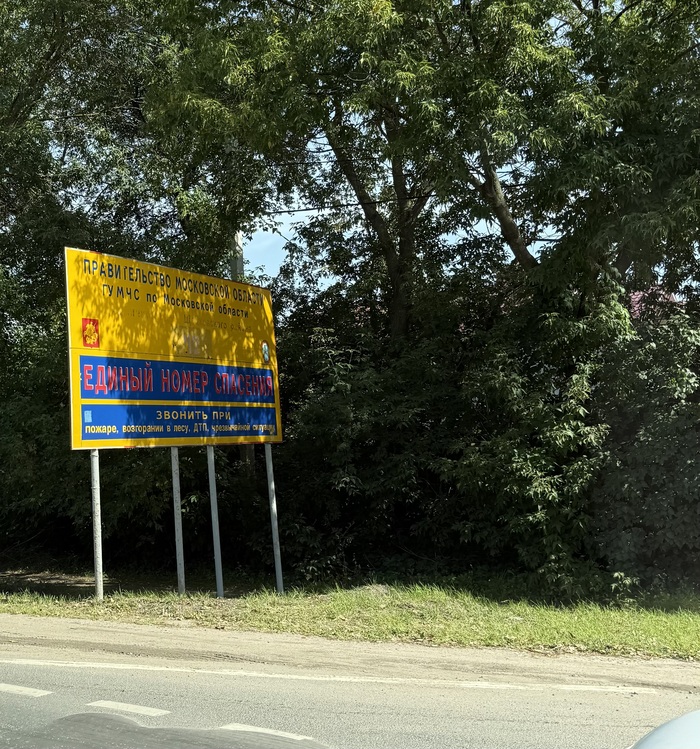 ПРАВИТЕЛЬСТВО МОСКОВСКОЙ ОБЛАСТИ
ГУ МЧС по Московской области
ЕДИНЫЙ НОМЕР СПАСЕНИЯ
ЗВОНИТЬ ПРИ
пожаре, возгорании в лесу, ДТП, чрезвычайной ситуации